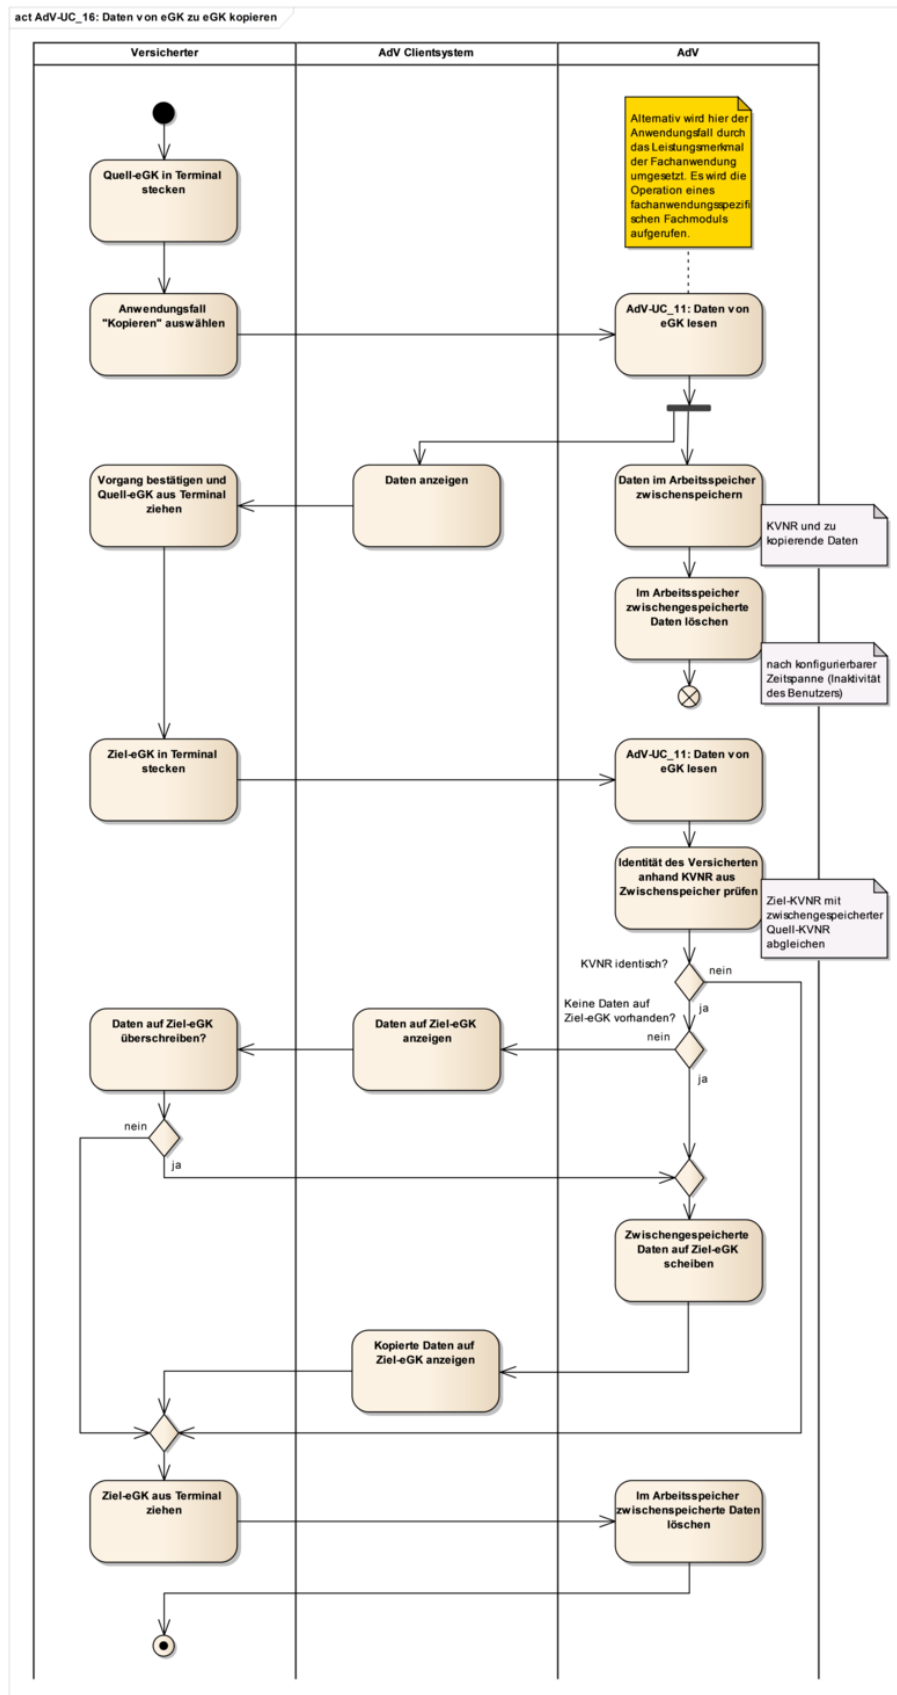 act AdV-UC_16: Daten von eGK zu eGK kopieren
Versicherter
AdV Clientsystem
AdV
Alternativ wird hier der
Anwendungsfall durch
das Leistungsmerkmal
der Fachanwendung
umgesetzt. Es wird die
Operation eines
fachanwendungsspezifi
schen Fachmoduls
aufgerufen.
Quell-eGK in Terminal
stecken
Anwendungsfall
"Kopieren" auswählen
AdV-UC_11: Daten von
eGK lesen
Vorgang bestätigen und
Quell-eGK aus Terminal
ziehen
Daten anzeigen
Daten im Arbeitsspeicher
zwischenspeichern
KVNR und zu
kopierende Daten
Im Arbeitsspeicher
zwischengespeicherte
Daten löschen
nach konfigurierbarer
Zeitspanne (Inaktivität
des Benutzers)
Ziel-eGK in Terminal
stecken
AdV-UC_11: Daten von
eGK lesen
Identität des Versicherten
anhand KVNR aus
Zwischenspeicher prüfen
Ziel-KVNR mit
zwischengespeicherter
Quell-KVNR
abgleichen
KVNR identisch?
nein
ja
Keine Daten auf
Ziel-eGK vorhanden?
nein
ja
Daten auf Ziel-eGK
anzeigen
Daten auf Ziel-eGK
überschreiben?
nein
ja
Zwischengespeicherte
Daten auf Ziel-eGK
scheiben
Kopierte Daten auf
Ziel-eGK anzeigen
Ziel-eGK aus Terminal
ziehen
Im Arbeitsspeicher
zwischenspeicherte Daten
löschen